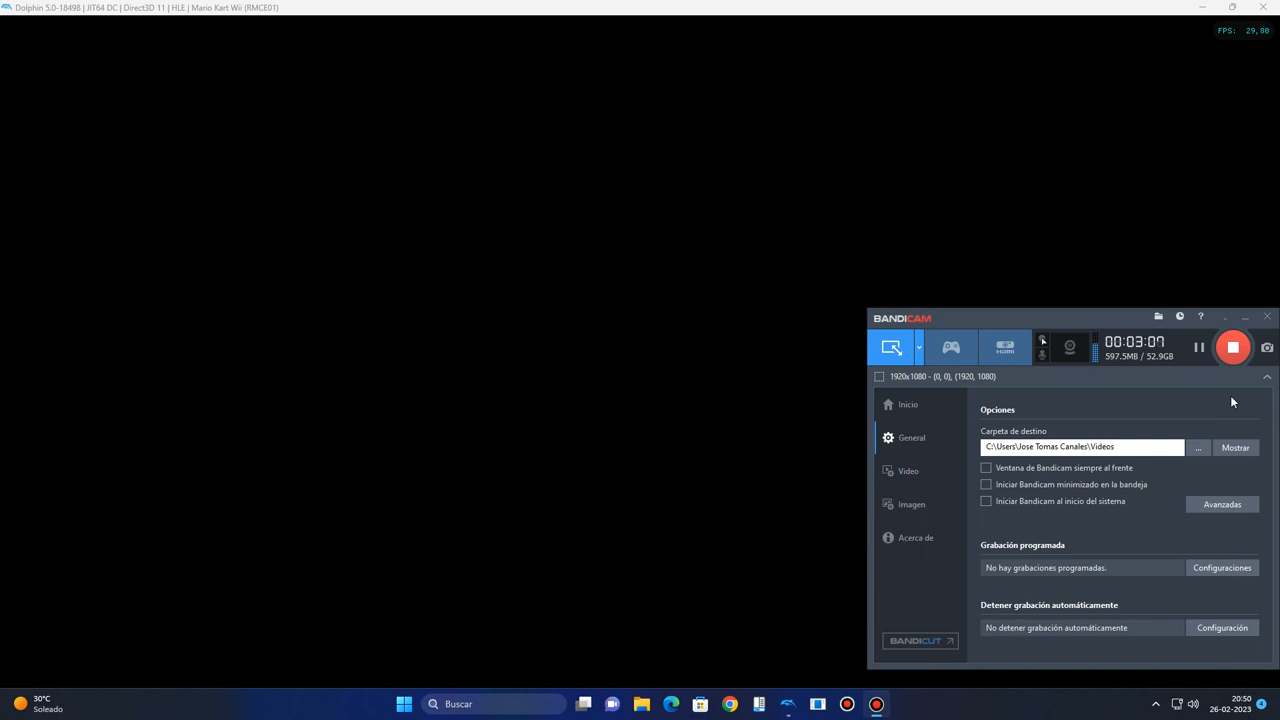 Dolphin 5.0-18498 | JIT64 DC | Direct3D 11 | HLE | Mario Kart Wii (RMCE01)
FPS: 29,80
BANDICAM
?
HDMI
00:03:07
597.5MB / 52.9GB
1920x1080 - (0, 0), (1920, 1080)
Inicio
General
Video
Imagen
Acerca de
BANDICUT
Opciones
Carpeta de destino
C:\Users\Jose Tomas Canales\Videos
...
Mostrar
Ventana de Bandicam siempre al frente
Iniciar Bandicam minimizado en la bandeja
Iniciar Bandicam al inicio del sistema
Avanzadas
Grabación programada
No hay grabaciones programadas.
Configuraciones
Detener grabación automáticamente
No detener grabación automáticamente
Configuración
30°C
Soleado
Buscar
20:50
26-02-2023
4